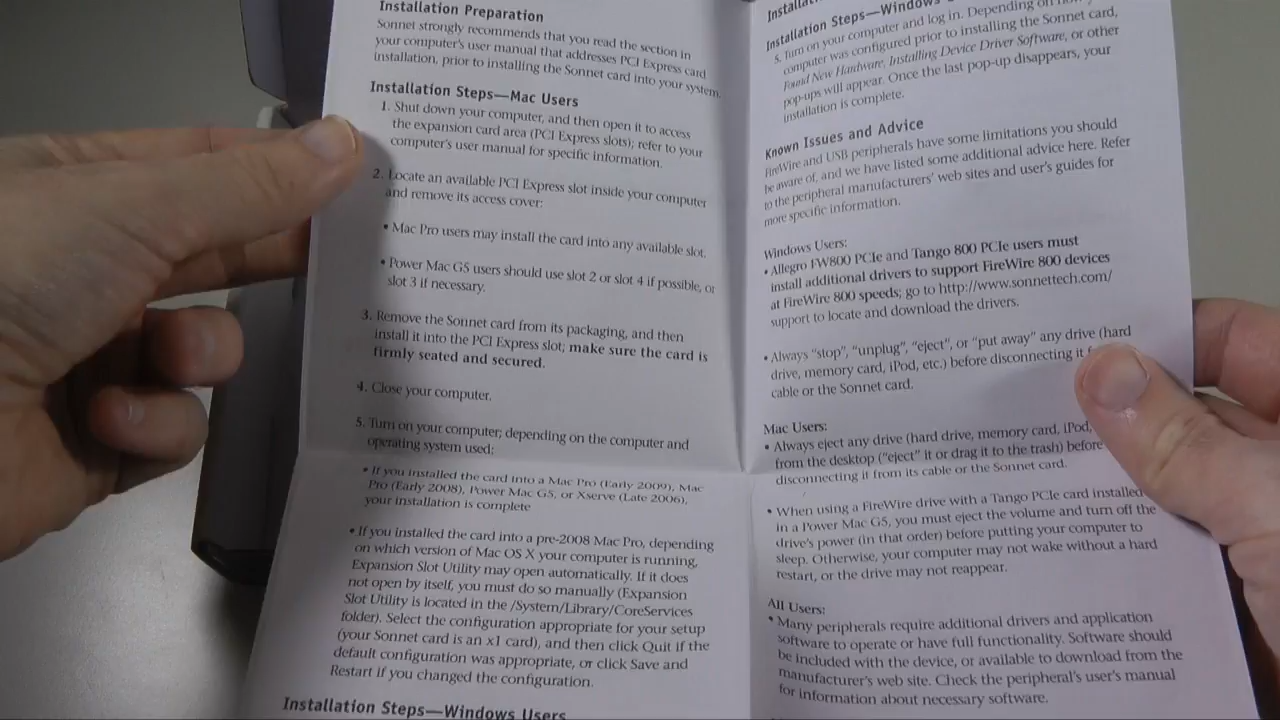 Installation Preparation
Sonnet strongly recommends that you read the section in
your computer's user manual that addresses PCI Express card
installation, prior to installing the Sonnet card into your system.
Installation Steps—Mac Users
1. Shut down your computer, and then open it to access
the expansion card area (PCI Express slots); refer to your
computer's user manual for specific information.
2. Locate an available PCI Express slot inside your computer
and remove its access cover:
• Mac Pro users may install the card into any available slot.
• Power Mac G5 users should use slot 2 or slot 4 if possible, or
slot 3 if necessary.
3. Remove the Sonnet card from its packaging, and then
install it into the PCI Express slot; make sure the card is
firmly seated and secured.
4. Close your computer.
5. Turn on your computer; depending on the computer and
operating system used:
• If you installed the card into a Mac Pro (Early 2009), Mac
Pro (Early 2008), Power Mac G5, or Xserve (Late 2006),
your installation is complete
• If you installed the card into a pre-2008 Mac Pro, depending
on which version of Mac OS X your computer is running,
Expansion Slot Utility may open automatically. If it does
not open by itself, you must do so manually (Expansion
Slot Utility is located in the /System/Library/CoreServices
folder). Select the configuration appropriate for your setup
(your Sonnet card is an x1 card), and then click Quit if the
default configuration was appropriate, or click Save and
Restart if you changed the configuration.
Installation Steps—Windows Users
Installation Steps—Windows
5. Turn on your computer and log in. Depending on how
computer was configured prior to installing the Sonnet card,
Found New Hardware, Installing Device Driver Software, or other
pop-ups will appear. Once the last pop-up disappears, your
installation is complete.
Known Issues and Advice
FireWire and USB peripherals have some limitations you should
be aware of, and we have listed some additional advice here. Refer
to the peripheral manufacturers' web sites and user's guides for
more specific information.
Windows Users:
• Allegro FW800 PCIe and Tango 800 PCIe users must
install additional drivers to support FireWire 800 devices
at FireWire 800 speeds; go to http://www.sonnettech.com/
support to locate and download the drivers.
• Always "stop", "unplug", "eject", or "put away" any drive (hard
drive, memory card, iPod, etc.) before disconnecting it
cable or the Sonnet card.
Mac Users:
• Always eject any drive (hard drive, memory card, iPod,
from the desktop ("eject" it or drag it to the trash) before
disconnecting it from its cable or the Sonnet card.
• When using a FireWire drive with a Tango PCIe card installed
in a Power Mac G5, you must eject the volume and turn off the
drive's power (in that order) before putting your computer to
sleep. Otherwise, your computer may not wake without a hard
restart, or the drive may not reappear.
All Users:
• Many peripherals require additional drivers and application
software to operate or have full functionality. Software should
be included with the device, or available to download from the
manufacturer's web site. Check the peripheral's user's manual
for information about necessary software.